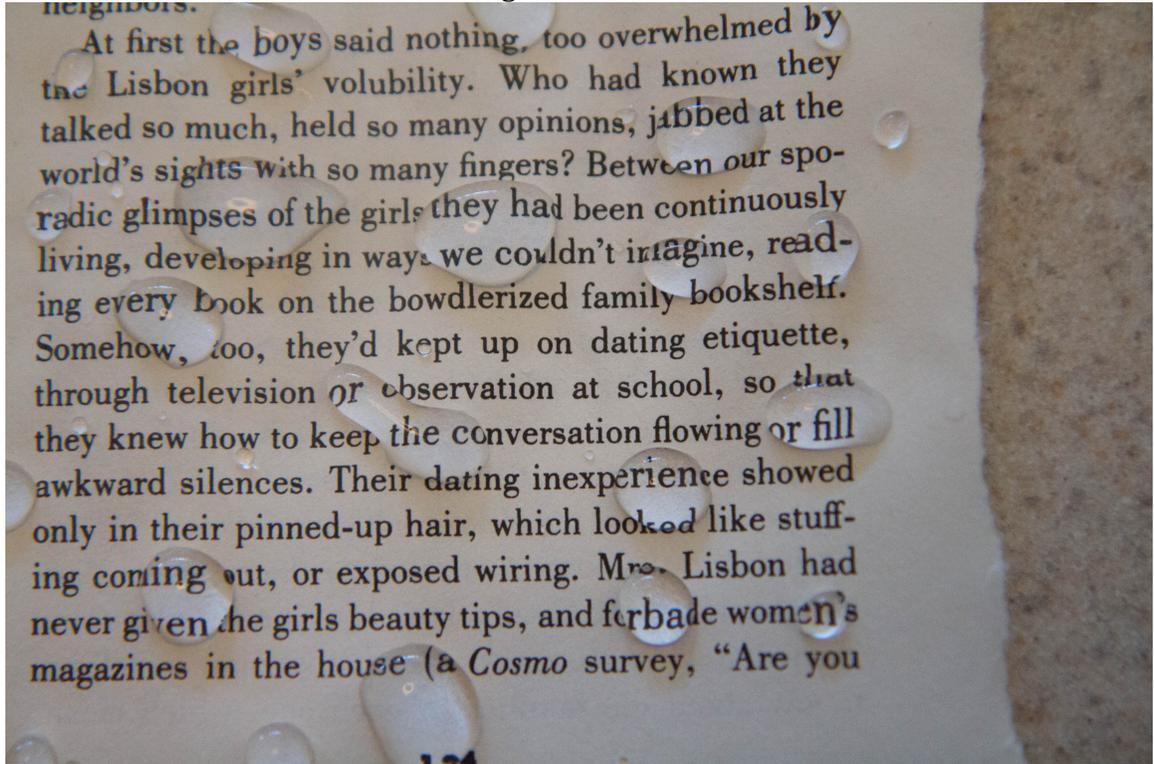 neighbors.
At first the boys said nothing, too overwhelmed by
the Lisbon girls' volubility. Who had known they
talked so much, held so many opinions, jabbed at the
world's sights with so many fingers? Between our spo-
radic glimpses of the girls they had been continuously
living, developing in ways we couldn't imagine, read-
ing every book on the bowdlerized family bookshelf.
Somehow, too, they'd kept up on dating etiquette,
through television or observation at school, so that
they knew how to keep the conversation flowing or fill
awkward silences. Their dating inexperience showed
only in their pinned-up hair, which looked like stuff-
ing coming out, or exposed wiring. Mrs. Lisbon had
never given the girls beauty tips, and forbade women's
magazines in the house (a Cosmo survey, "Are you